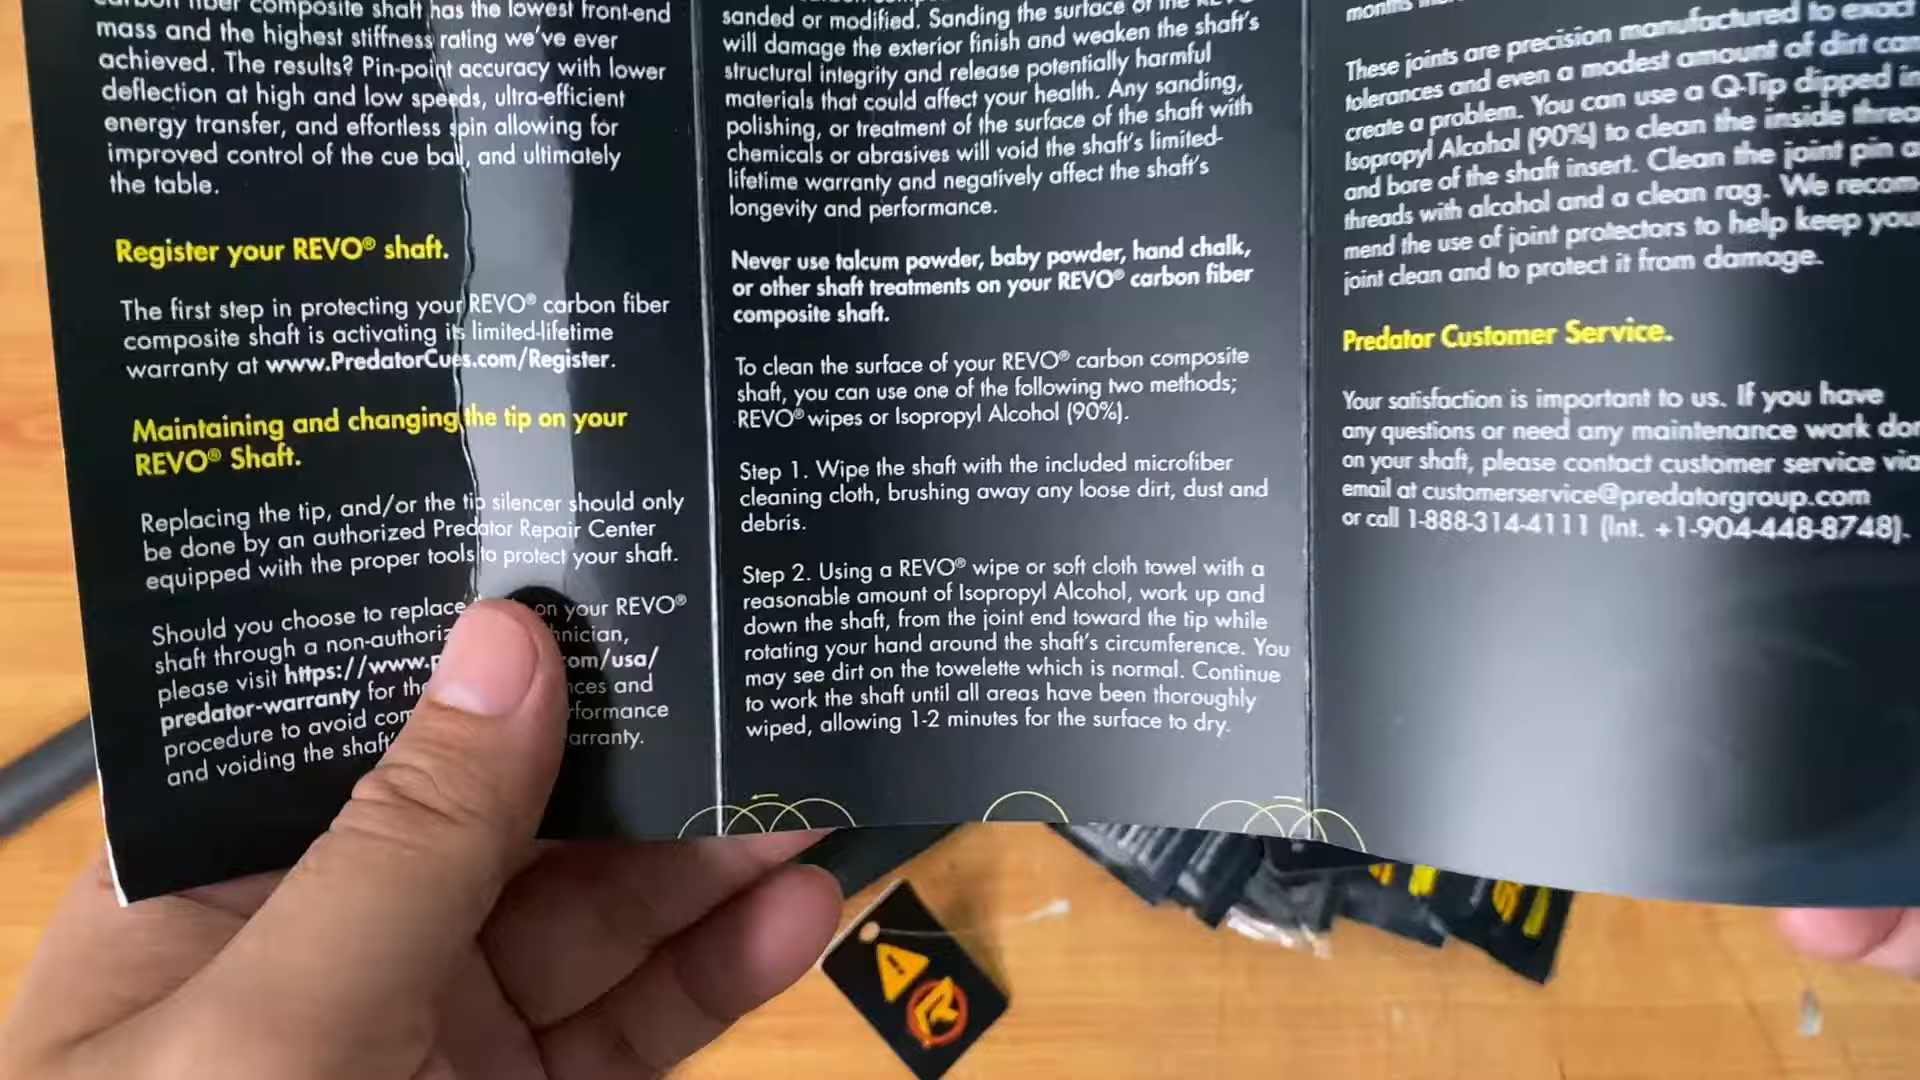 carbon fiber composite shaft has the lowest front-end
mass and the highest stiffness rating we've ever
achieved. The results? Pin-point accuracy with lower
deflection at high and low speeds, ultra-efficient
energy transfer, and effortless spin allowing for
improved control of the cue ball, and ultimately
the table.
Register your REVO® shaft.
The first step in protecting your REVO® carbon fiber
composite shaft is activating its limited-lifetime
warranty at www.PredatorCues.com/Register.
Maintaining and changing the tip on your
REVO® Shaft.
Replacing the tip, and/or the tip silencer should only
be done by an authorized Predator Repair Center
equipped with the proper tools to protect your shaft.
Should you choose to replace on your REVO®
shaft through a
please visit https://www. com/usa/
predator-warranty for and
procedure to avoid
and voiding the shaft's warranty.
sanded or modified. Sanding the surface of the
will damage the exterior finish and weaken the shaft's
structural integrity and release potentially harmful
materials that could affect your health. Any sanding,
polishing, or treatment of the surface of the shaft with
chemicals or abrasives will void the shaft's limited-
lifetime warranty and negatively affect the shaft's
longevity and performance.
Never use talcum powder, baby powder, hand chalk,
or other shaft treatments on your REVO® carbon fiber
composite shaft.
To clean the surface of your REVO® carbon composite
shaft, you can use one of the following two methods;
REVO® wipes or Isopropyl Alcohol (90%).
Step 1. Wipe the shaft with the included microfiber
cleaning cloth, brushing away any loose dirt, dust and
debris.
Step 2. Using a REVO® wipe or soft cloth towel with a
reasonable amount of Isopropyl Alcohol, work up and
down the shaft, from the joint end toward the tip while
rotating your hand around the shaft's circumference. You
may see dirt on the towelette which is normal. Continue
to work the shaft until all areas have been thoroughly
wiped, allowing 1-2 minutes for the surface to dry.
months
These joints are precision manufactured to exact
tolerances and even a modest amount of dirt can
create a problem. You can use a Q-Tip dipped in
Isopropyl Alcohol (90%) to clean the inside
and bore of the shaft insert. Clean the joint pin
threads with alcohol and a clean rag. We recom-
mend the use of joint protectors to help keep your
joint clean and to protect it from damage.
Predator Customer Service.
Your satisfaction is important to us. If you have
any questions or need any maintenance work
on your shaft, please contact customer service via
email at customerservice@predatorgroup.com
or call 1-888-314-4111 (Int. +1-904-448-8748).